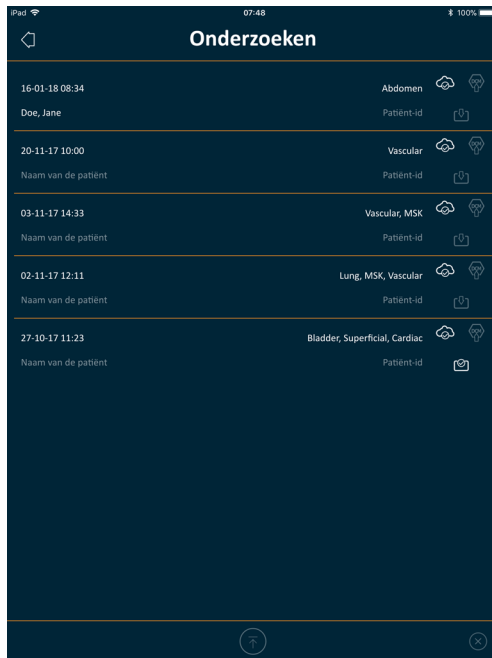 iPad 07:48 100%
Onderzoeken
16-01-18 08:34 Abdomen
Doe, Jane Patiënt-id
20-11-17 10:00 Vascular
Naam van de patiënt Patiënt-id
03-11-17 14:33 Vascular, MSK
Naam van de patiënt Patiënt-id
02-11-17 12:11 Lung, MSK, Vascular
Naam van de patiënt Patiënt-id
27-10-17 11:23 Bladder, Superficial, Cardiac
Naam van de patiënt Patiënt-id